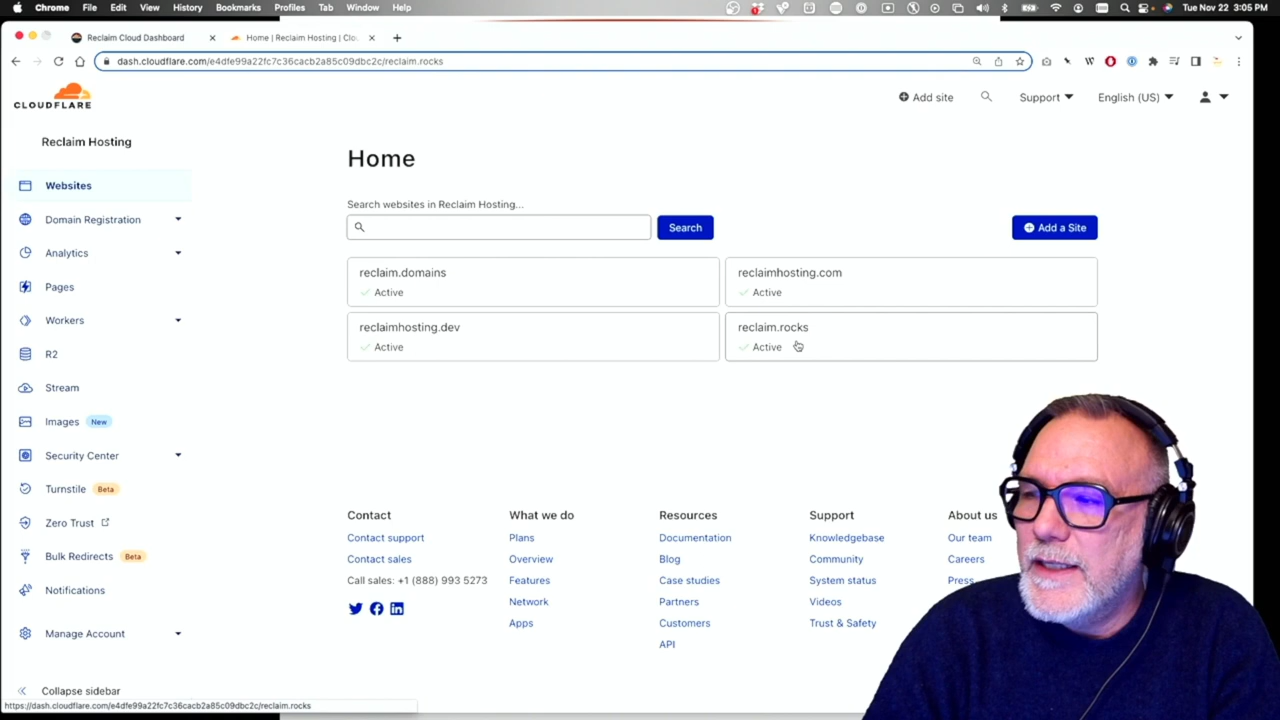 Chrome File Edit View History Bookmarks Profiles Tab Window Help Tue Nov 22 3:05 PM
Reclaim Cloud Dashboard Home | Reclaim Hosting | Clo
dash.cloudflare.com/e4dfe99a22fc7c36cacb2a85c09dbc2c/reclaim.rocks
CLOUDFLARE
Add site Support English (US)
Reclaim Hosting
Websites
Domain Registration
Analytics
Pages
Workers
R2
Stream
Images New
Security Center
Turnstile Beta
Zero Trust
Bulk Redirects Beta
Notifications
Manage Account
Collapse sidebar
Home
Search websites in Reclaim Hosting...
Search
Add a Site
reclaim.domains
Active
reclaimhosting.com
Active
reclaimhosting.dev
Active
reclaim.rocks
Active
Contact
Contact support
Contact sales
Call sales: +1 (888) 993 5273
What we do
Plans
Overview
Features
Network
Apps
Resources
Documentation
Blog
Case studies
Partners
Customers
API
Support
Knowledgebase
Community
System status
Videos
Trust & Safety
About us
Our team
Careers
Press
https://dash.cloudflare.com/e4dfe99a22fc7c36cacb2a85c09dbc2c/reclaim.rocks